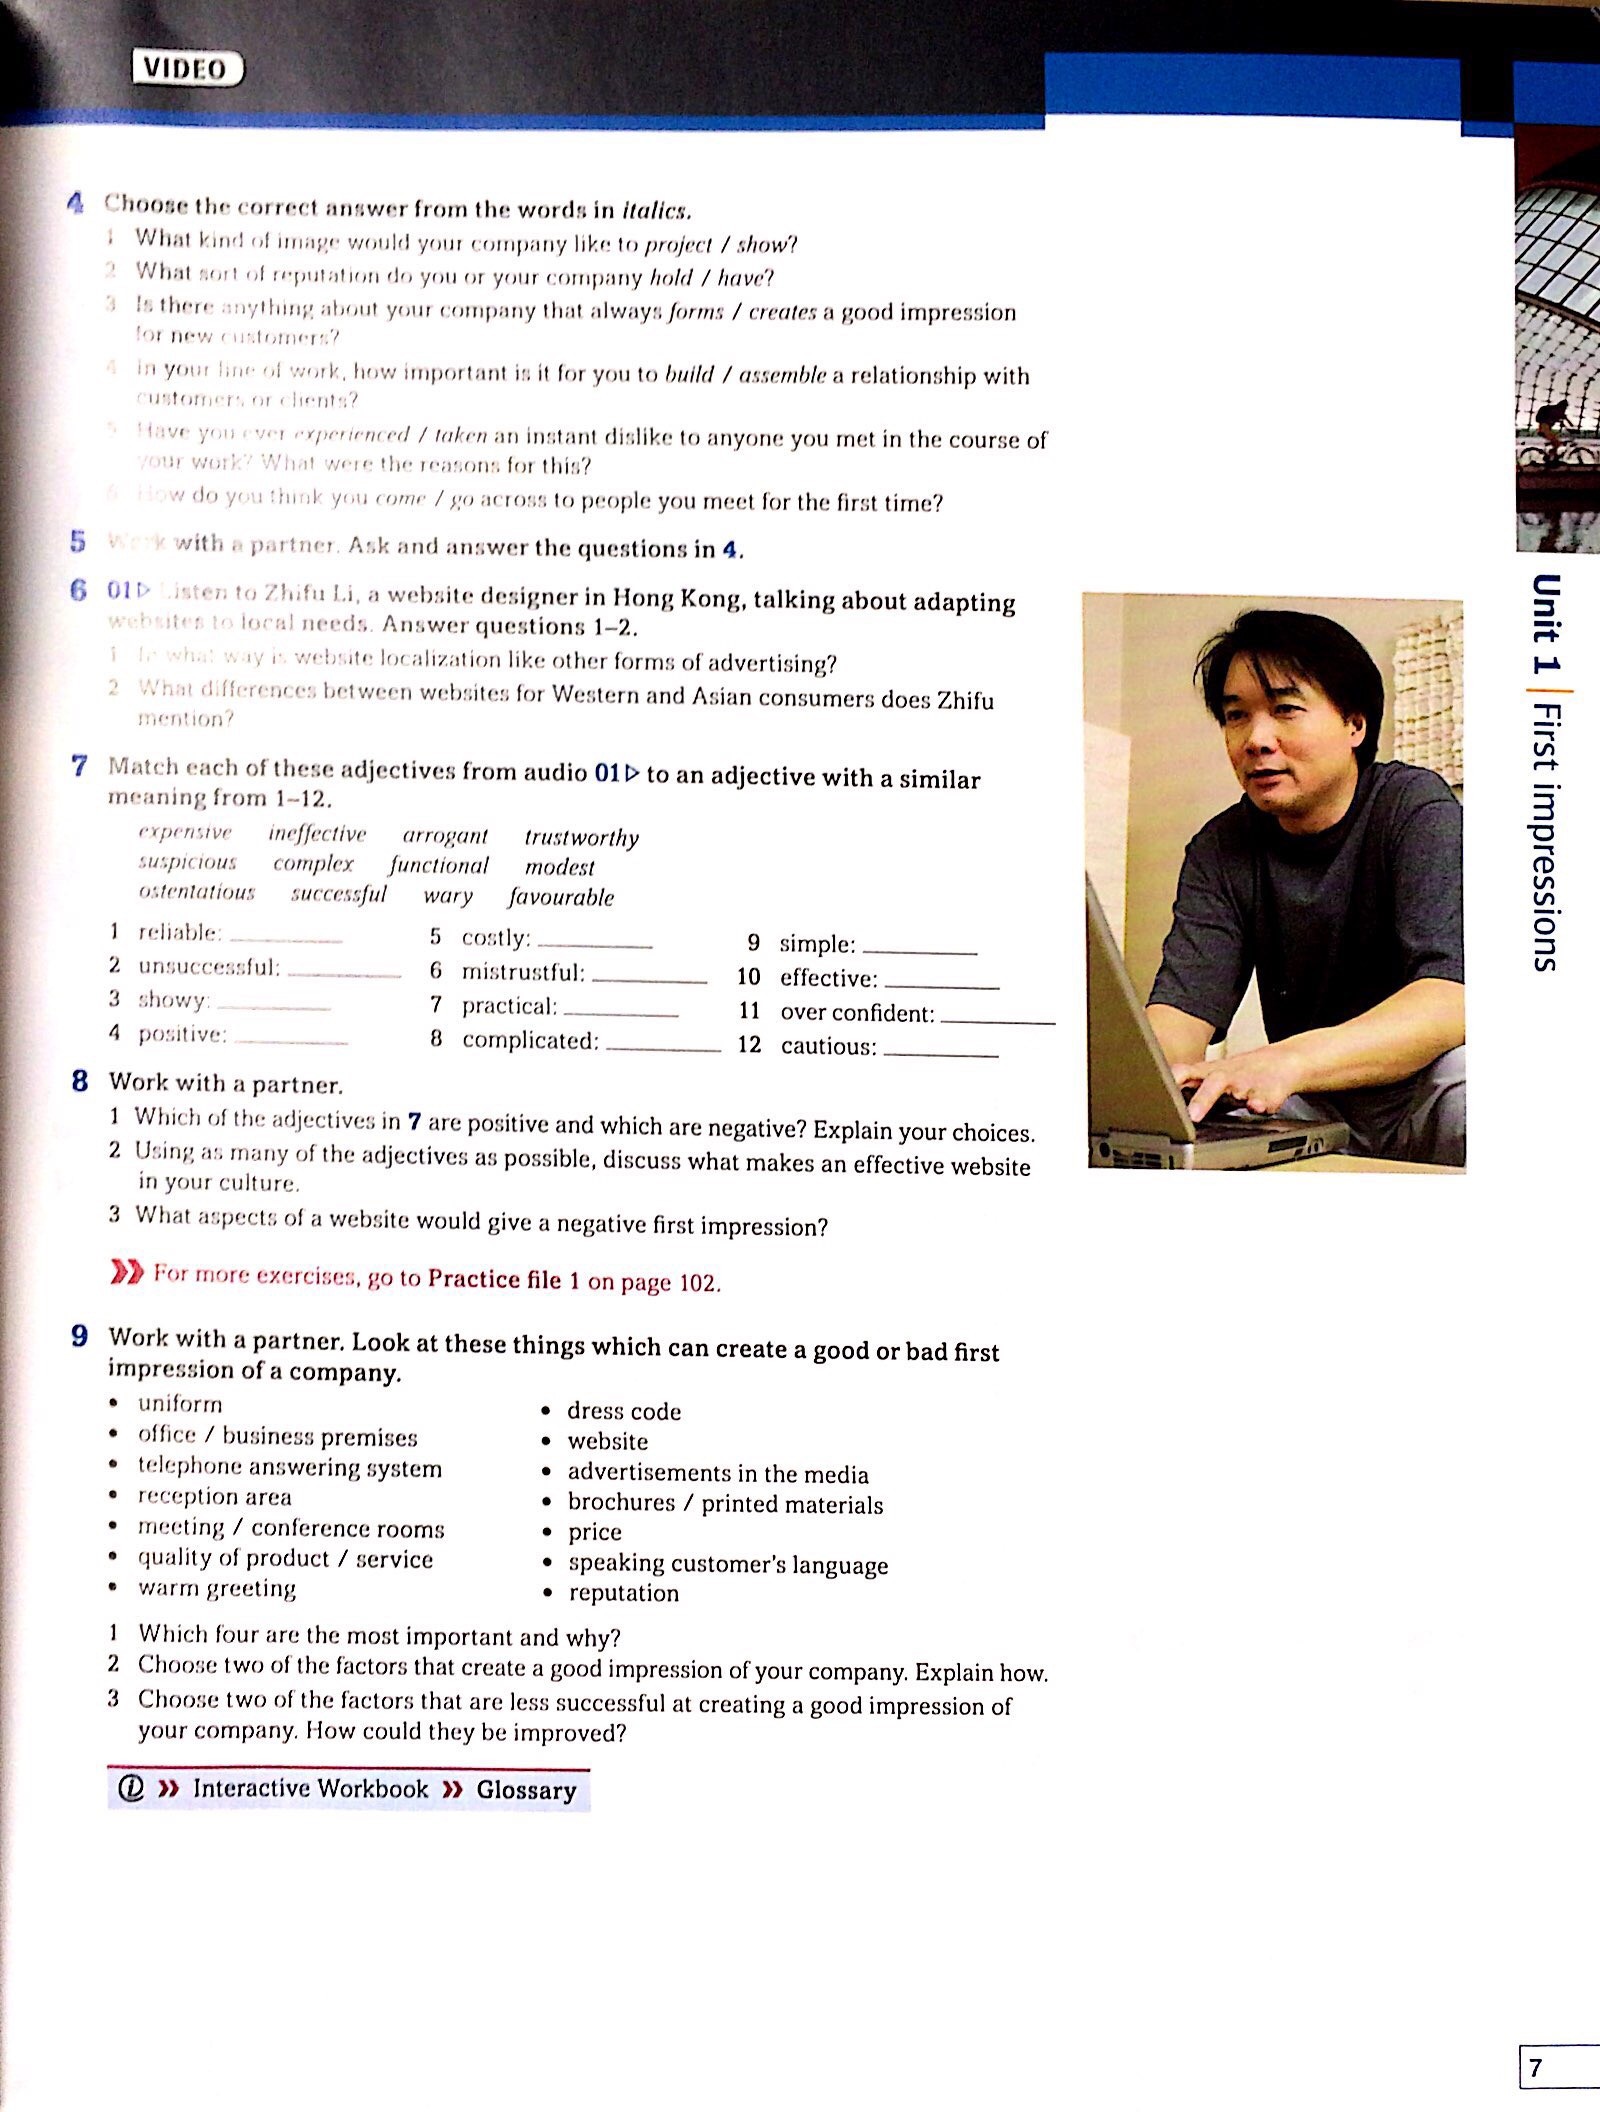 VIDEO
4 Choose the correct answer from the words in italics.
1 What kind of image would your company like to project / show?
2 What sort of reputation do you or your company hold / have?
3 Is there anything about your company that always forms / creates a good impression
for new customers?
4 In your line of work, how important is it for you to build / assemble a relationship with
customers or clients?
5 Have you ever experienced / taken an instant dislike to anyone you met in the course of
your work? What were the reasons for this?
6 How do you think you come / go across to people you meet for the first time?
5 Work with a partner. Ask and answer the questions in 4.
6 01▷ Listen to Zhifu Li, a website designer in Hong Kong, talking about adapting
websites to local needs. Answer questions 1–2.
1 In what way is website localization like other forms of advertising?
2 What differences between websites for Western and Asian consumers does Zhifu
mention?
7 Match each of these adjectives from audio 01▷ to an adjective with a similar
meaning from 1–12.
expensive ineffective arrogant trustworthy
suspicious complex functional modest
ostentatious successful wary favourable
1 reliable: ________ 5 costly: ________ 9 simple: ________
2 unsuccessful: ________ 6 mistrustful: ________ 10 effective: ________
3 showy: ________ 7 practical: ________ 11 over confident: ________
4 positive: ________ 8 complicated: ________ 12 cautious: ________
8 Work with a partner.
1 Which of the adjectives in 7 are positive and which are negative? Explain your choices.
2 Using as many of the adjectives as possible, discuss what makes an effective website
in your culture.
3 What aspects of a website would give a negative first impression?
» For more exercises, go to Practice file 1 on page 102.
9 Work with a partner. Look at these things which can create a good or bad first
impression of a company.
• uniform
• office / business premises
• telephone answering system
• reception area
• meeting / conference rooms
• quality of product / service
• warm greeting
• dress code
• website
• advertisements in the media
• brochures / printed materials
• price
• speaking customer's language
• reputation
1 Which four are the most important and why?
2 Choose two of the factors that create a good impression of your company. Explain how.
3 Choose two of the factors that are less successful at creating a good impression of
your company. How could they be improved?
i » Interactive Workbook » Glossary
Unit 1 | First impressions
7